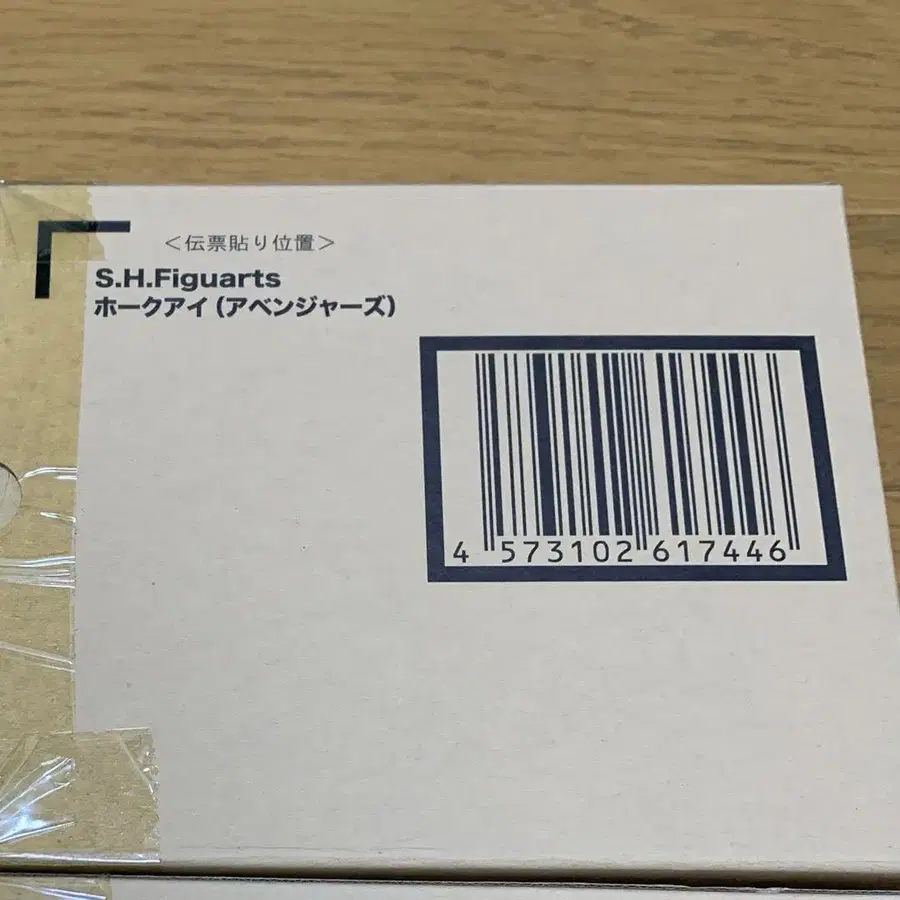 ＜伝票貼り位置＞
S.H.Figuarts
ホークアイ（アベンジャーズ）
4 573102 617446